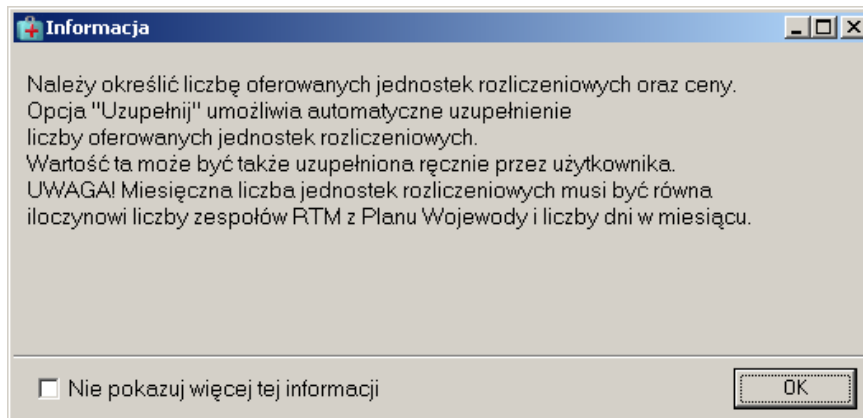 Informacja
Należy określić liczbę oferowanych jednostek rozliczeniowych oraz ceny.
Opcja "Uzupełnij" umożliwia automatyczne uzupełnienie
liczby oferowanych jednostek rozliczeniowych.
Wartość ta może być także uzupełniona ręcznie przez użytkownika.
UWAGA! Miesięczna liczba jednostek rozliczeniowych musi być równa
iloczynowi liczby zespołów RTM z Planu Wojewody i liczby dni w miesiącu.
Nie pokazuj więcej tej informacji
OK